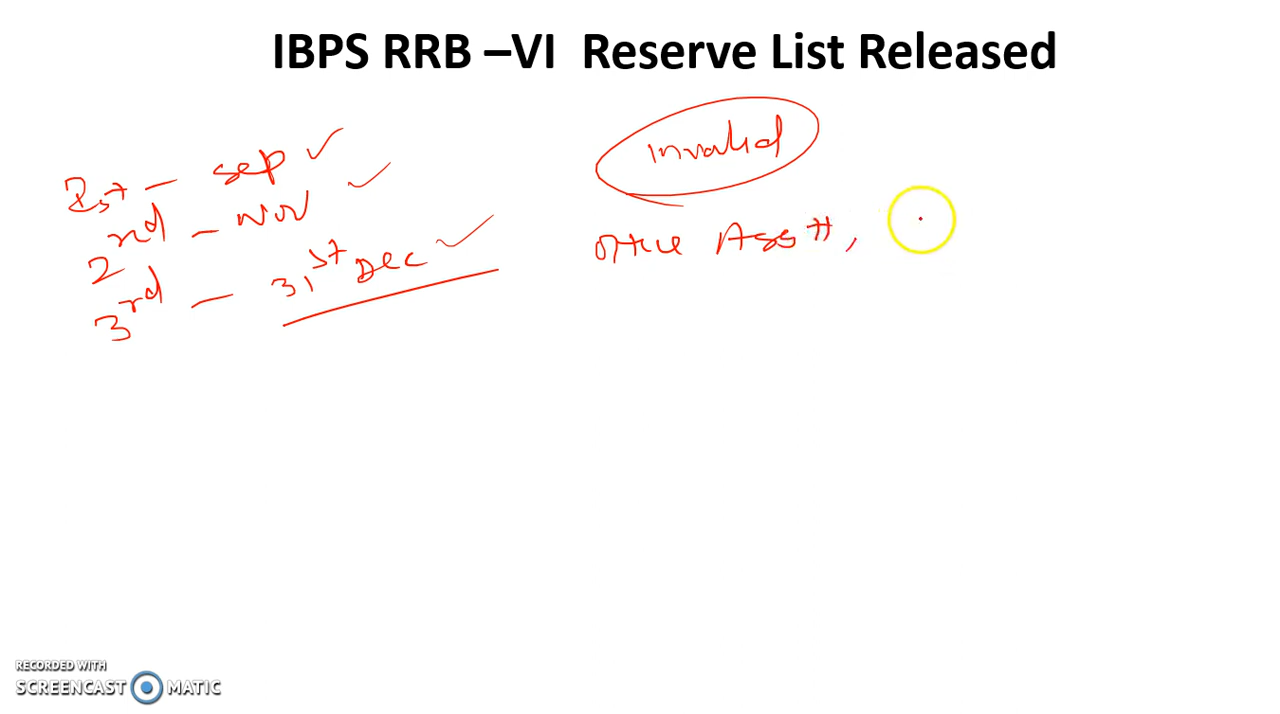 IBPS RRB –VI Reserve List Released
1st – sep
2nd – Nov
3rd – 31st Dec
invalid
office Asstt,
RECORDED WITH
SCREENCAST MATIC